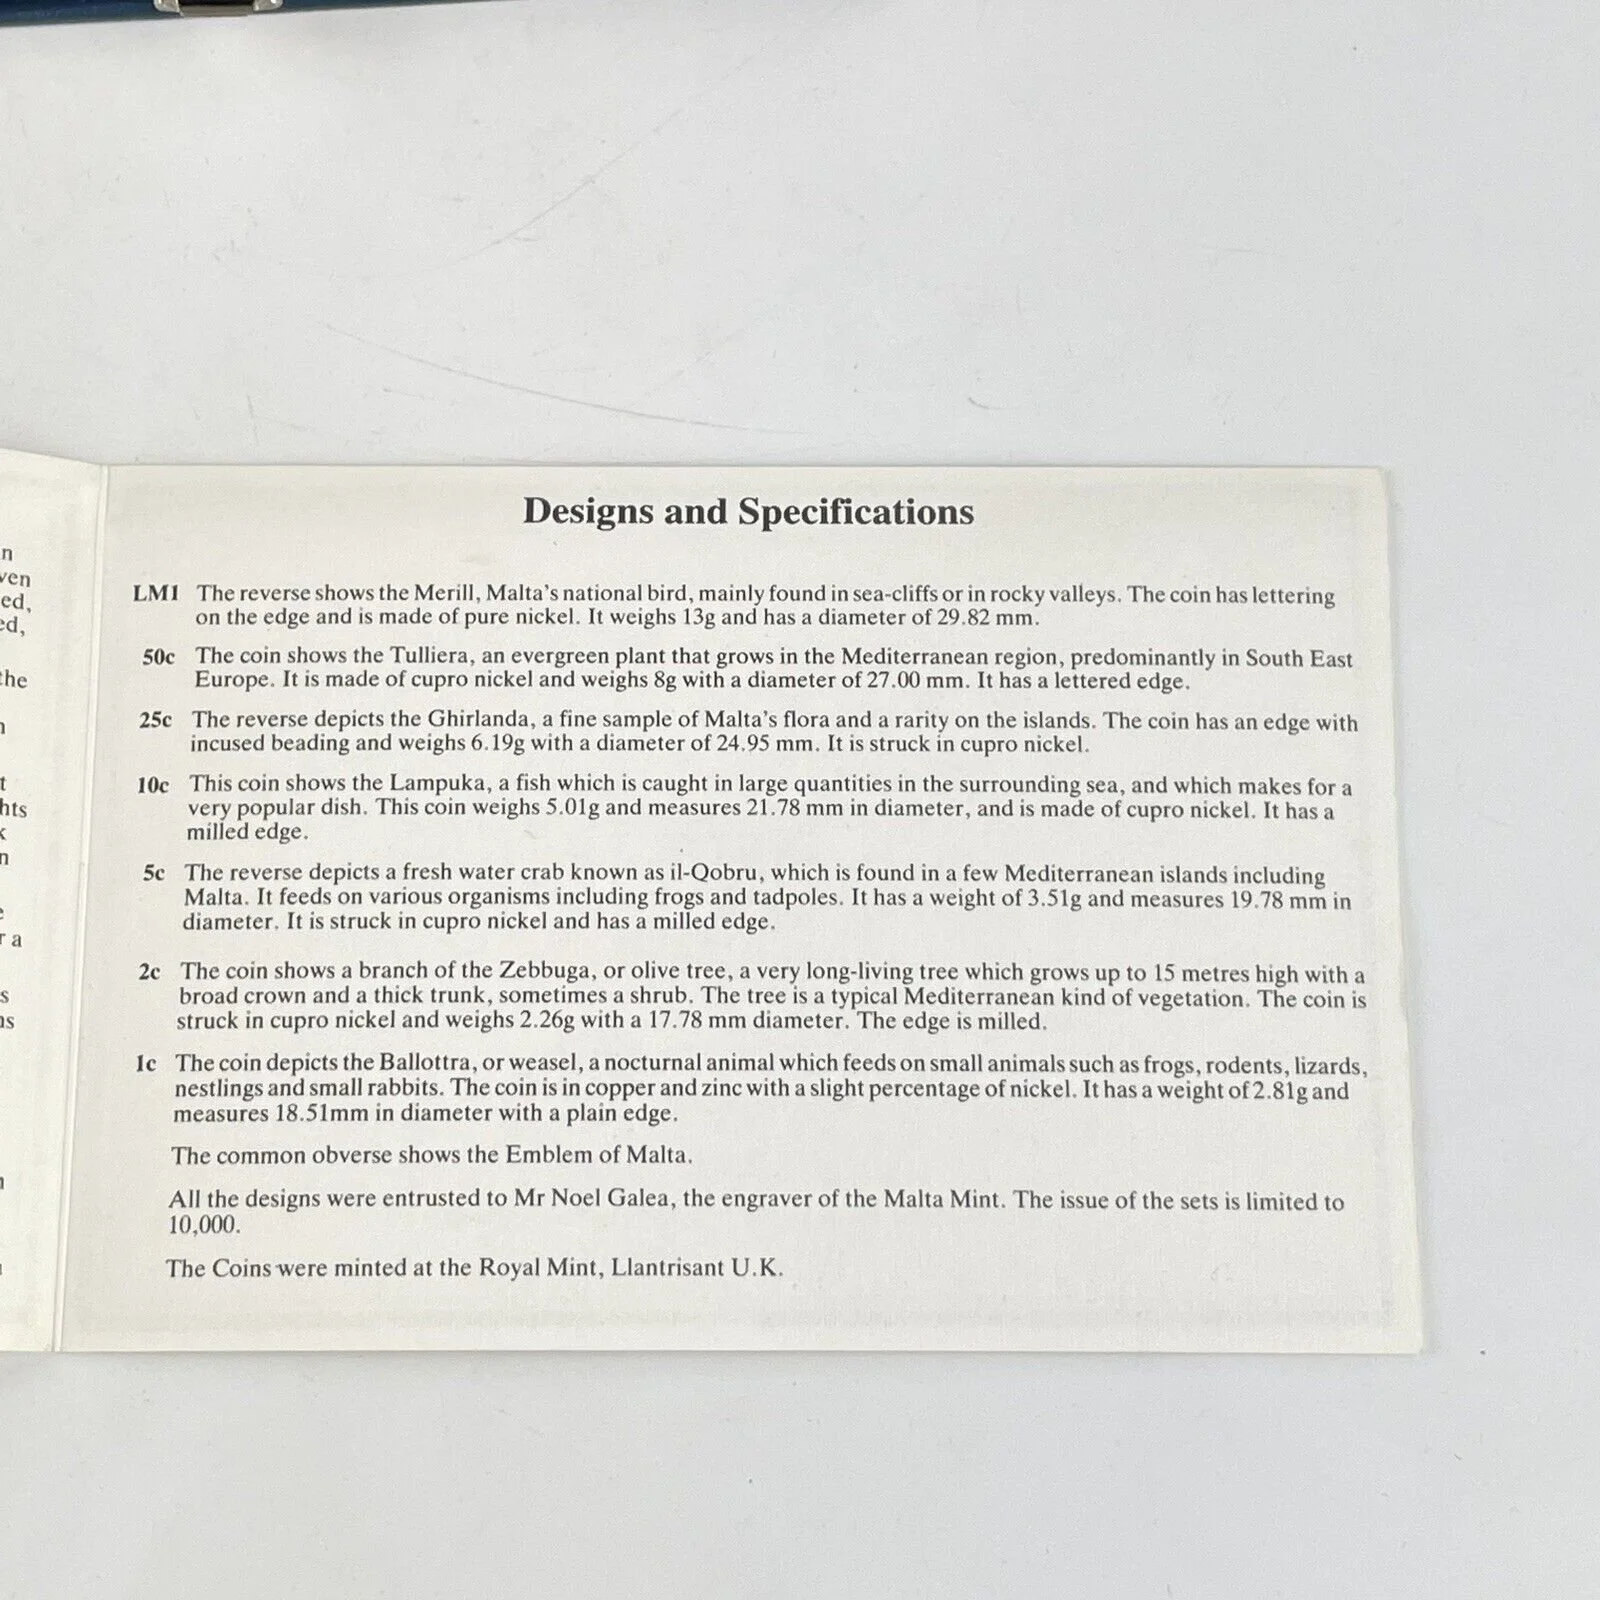 n
ven
ed,
ed,
the
n
t
hts
k
n
e
r a
s
ns
n
Designs and Specifications
LM1 The reverse shows the Merill, Malta's national bird, mainly found in sea-cliffs or in rocky valleys. The coin has lettering
on the edge and is made of pure nickel. It weighs 13g and has a diameter of 29.82 mm.
50c The coin shows the Tulliera, an evergreen plant that grows in the Mediterranean region, predominantly in South East
Europe. It is made of cupro nickel and weighs 8g with a diameter of 27.00 mm. It has a lettered edge.
25c The reverse depicts the Ghirlanda, a fine sample of Malta's flora and a rarity on the islands. The coin has an edge with
incused beading and weighs 6.19g with a diameter of 24.95 mm. It is struck in cupro nickel.
10c This coin shows the Lampuka, a fish which is caught in large quantities in the surrounding sea, and which makes for a
very popular dish. This coin weighs 5.01g and measures 21.78 mm in diameter, and is made of cupro nickel. It has a
milled edge.
5c The reverse depicts a fresh water crab known as il-Qobru, which is found in a few Mediterranean islands including
Malta. It feeds on various organisms including frogs and tadpoles. It has a weight of 3.51g and measures 19.78 mm in
diameter. It is struck in cupro nickel and has a milled edge.
2c The coin shows a branch of the Zebbuga, or olive tree, a very long-living tree which grows up to 15 metres high with a
broad crown and a thick trunk, sometimes a shrub. The tree is a typical Mediterranean kind of vegetation. The coin is
struck in cupro nickel and weighs 2.26g with a 17.78 mm diameter. The edge is milled.
1c The coin depicts the Ballottra, or weasel, a nocturnal animal which feeds on small animals such as frogs, rodents, lizards,
nestlings and small rabbits. The coin is in copper and zinc with a slight percentage of nickel. It has a weight of 2.81g and
measures 18.51mm in diameter with a plain edge.
The common obverse shows the Emblem of Malta.
All the designs were entrusted to Mr Noel Galea, the engraver of the Malta Mint. The issue of the sets is limited to
10,000.
The Coins were minted at the Royal Mint, Llantrisant U.K.